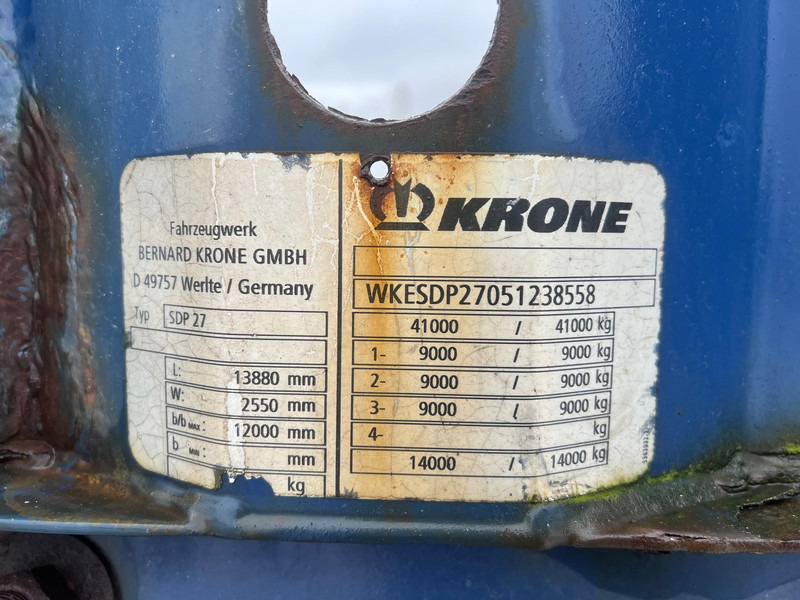 Fahrzeugwerk
BERNARD KRONE GMBH
D 49757 Werlte / Germany
Typ SDP 27
L: 13880 mm
W: 2550 mm
b/b MAX: 12000 mm
b MIN: mm
kg
KRONE
WKESDP27051238558
41000 / 41000 kg
1- 9000 / 9000 kg
2- 9000 / 9000 kg
3- 9000 / 9000 kg
4- kg
14000 / 14000 kg